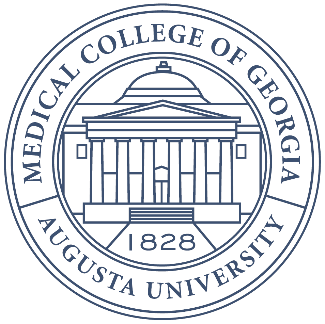 MEDICAL COLLEGE OF GEORGIA
1828
AUGUSTA UNIVERSITY